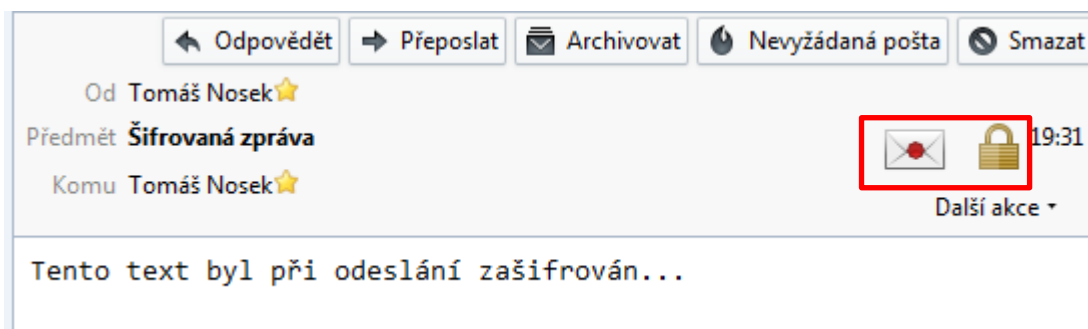 Odpovědět Přeposlat Archivovat Nevyžádaná pošta Smazat
Od Tomáš Nosek
Předmět Šifrovaná zpráva 19:31
Komu Tomáš Nosek
Další akce
Tento text byl při odeslání zašifrován...